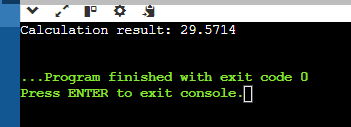 Calculation result: 29.5714
...Program finished with exit code 0
Press ENTER to exit console.